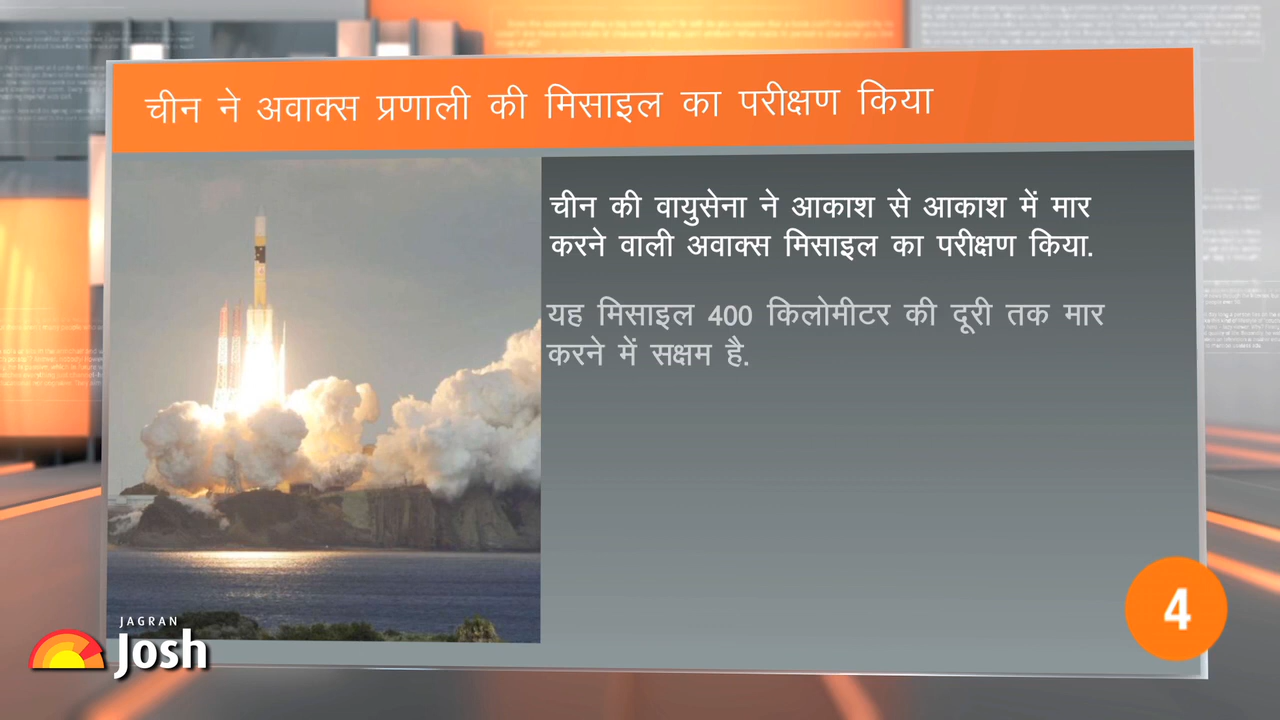 चीन ने अवाक्स प्रणाली की मिसाइल का परीक्षण किया
चीन की वायुसेना ने आकाश से आकाश में मार
करने वाली अवाक्स मिसाइल का परीक्षण किया.
यह मिसाइल 400 किलोमीटर की दूरी तक मार
करने में सक्षम है.
4
JAGRAN
Josh